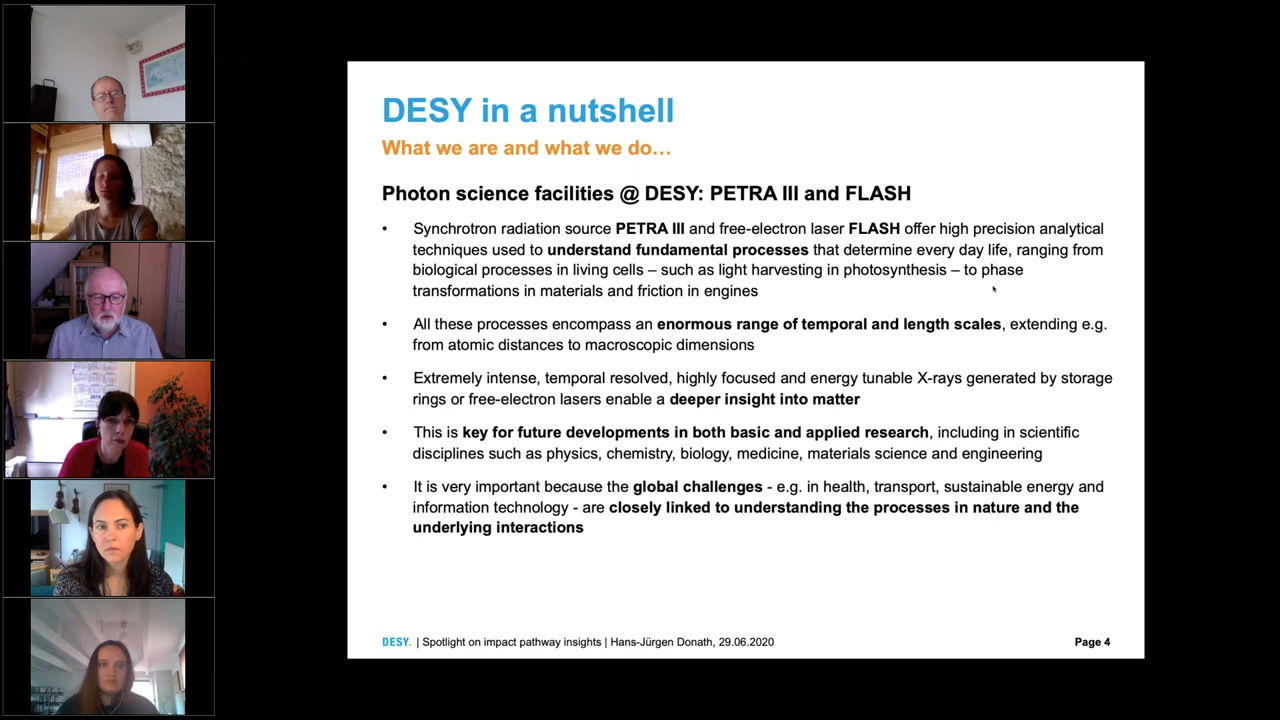 DESY in a nutshell
What we are and what we do…
Photon science facilities @ DESY: PETRA III and FLASH
• Synchrotron radiation source PETRA III and free-electron laser FLASH offer high precision analytical
techniques used to understand fundamental processes that determine every day life, ranging from
biological processes in living cells – such as light harvesting in photosynthesis – to phase
transformations in materials and friction in engines
• All these processes encompass an enormous range of temporal and length scales, extending e.g.
from atomic distances to macroscopic dimensions
• Extremely intense, temporal resolved, highly focused and energy tunable X-rays generated by storage
rings or free-electron lasers enable a deeper insight into matter
• This is key for future developments in both basic and applied research, including in scientific
disciplines such as physics, chemistry, biology, medicine, materials science and engineering
• It is very important because the global challenges - e.g. in health, transport, sustainable energy and
information technology - are closely linked to understanding the processes in nature and the
underlying interactions
DESY. | Spotlight on impact pathway insights | Hans-Jürgen Donath, 29.06.2020 Page 4